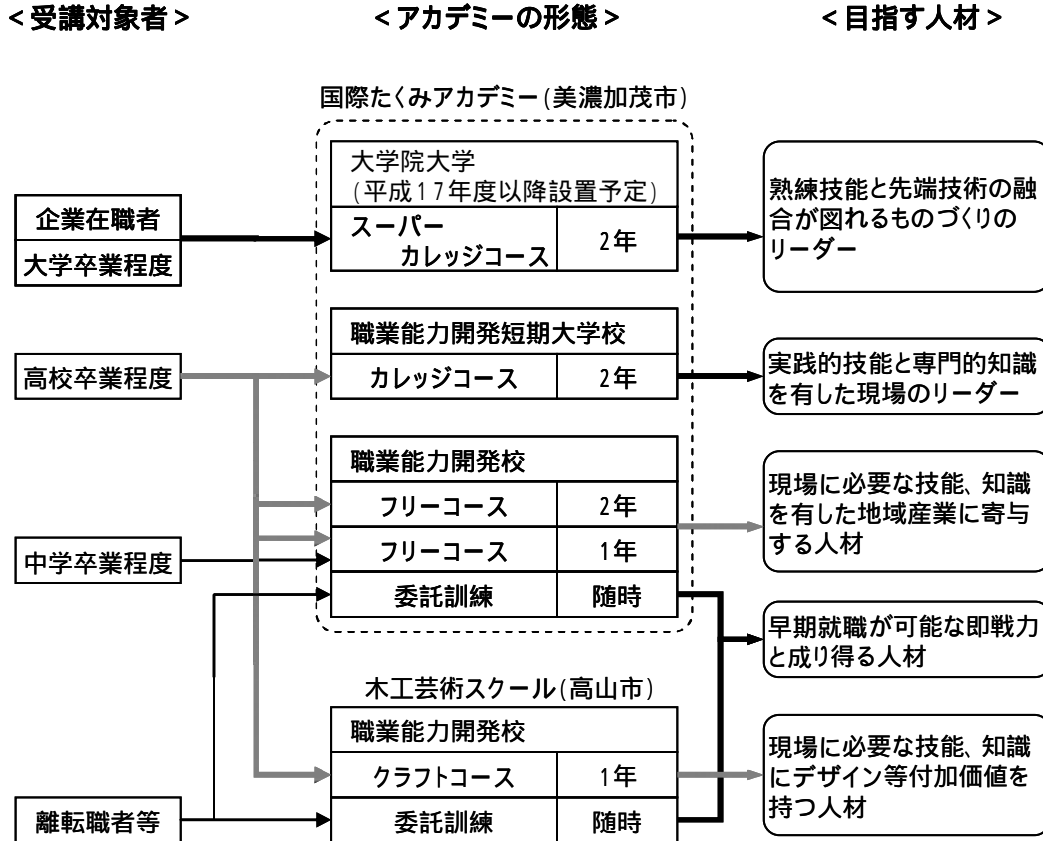 ＜受講対象者＞
＜アカデミーの形態＞
＜目指す人材＞
国際たくみアカデミー(美濃加茂市)
大学院大学
(平成17年度以降設置予定)
スーパー
カレッジコース
2年
企業在職者
大学卒業程度
熟練技能と先端技術の融
合が図れるものづくりの
リーダー
職業能力開発短期大学校
カレッジコース
2年
高校卒業程度
実践的技能と専門的知識
を有した現場のリーダー
職業能力開発校
フリーコース
2年
フリーコース
1年
委託訓練
随時
中学卒業程度
現場に必要な技能、知識
を有した地域産業に寄与
する人材
早期就職が可能な即戦力
と成り得る人材
木工芸術スクール(高山市)
職業能力開発校
クラフトコース
1年
委託訓練
随時
離転職者等
現場に必要な技能、知識
にデザイン等付加価値を
持つ人材